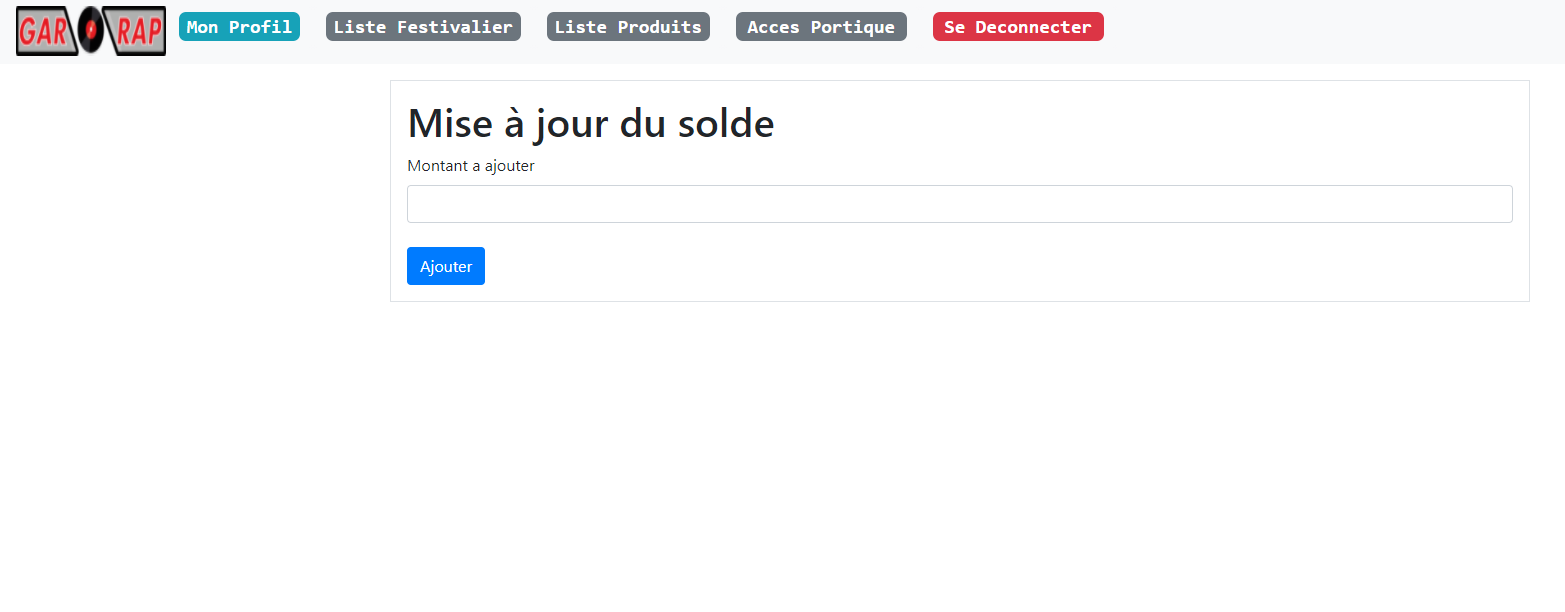 GAR RAP Mon Profil Liste Festivalier Liste Produits Acces Portique Se Deconnecter
Mise à jour du solde
Montant a ajouter
Ajouter